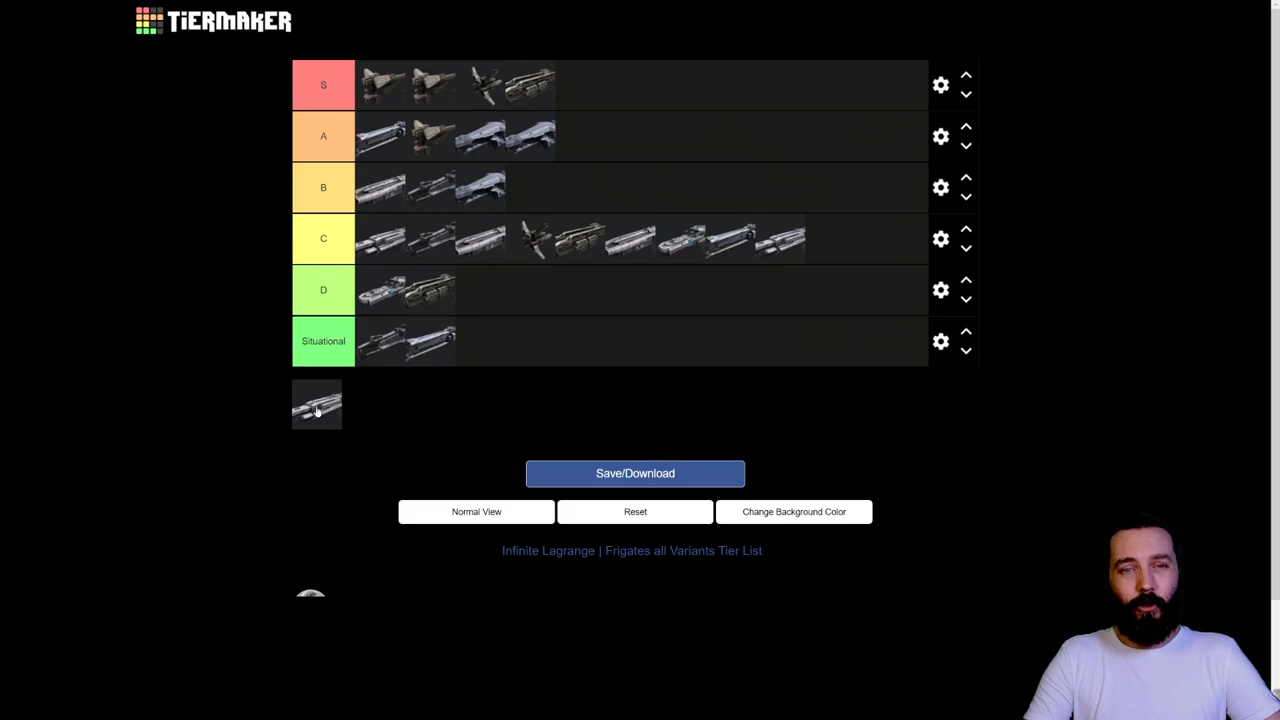 TiERMAKER
S
A
B
C
D
Situational
Save/Download
Normal View
Reset
Change Background Color
Infinite Lagrange | Frigates all Variants Tier List